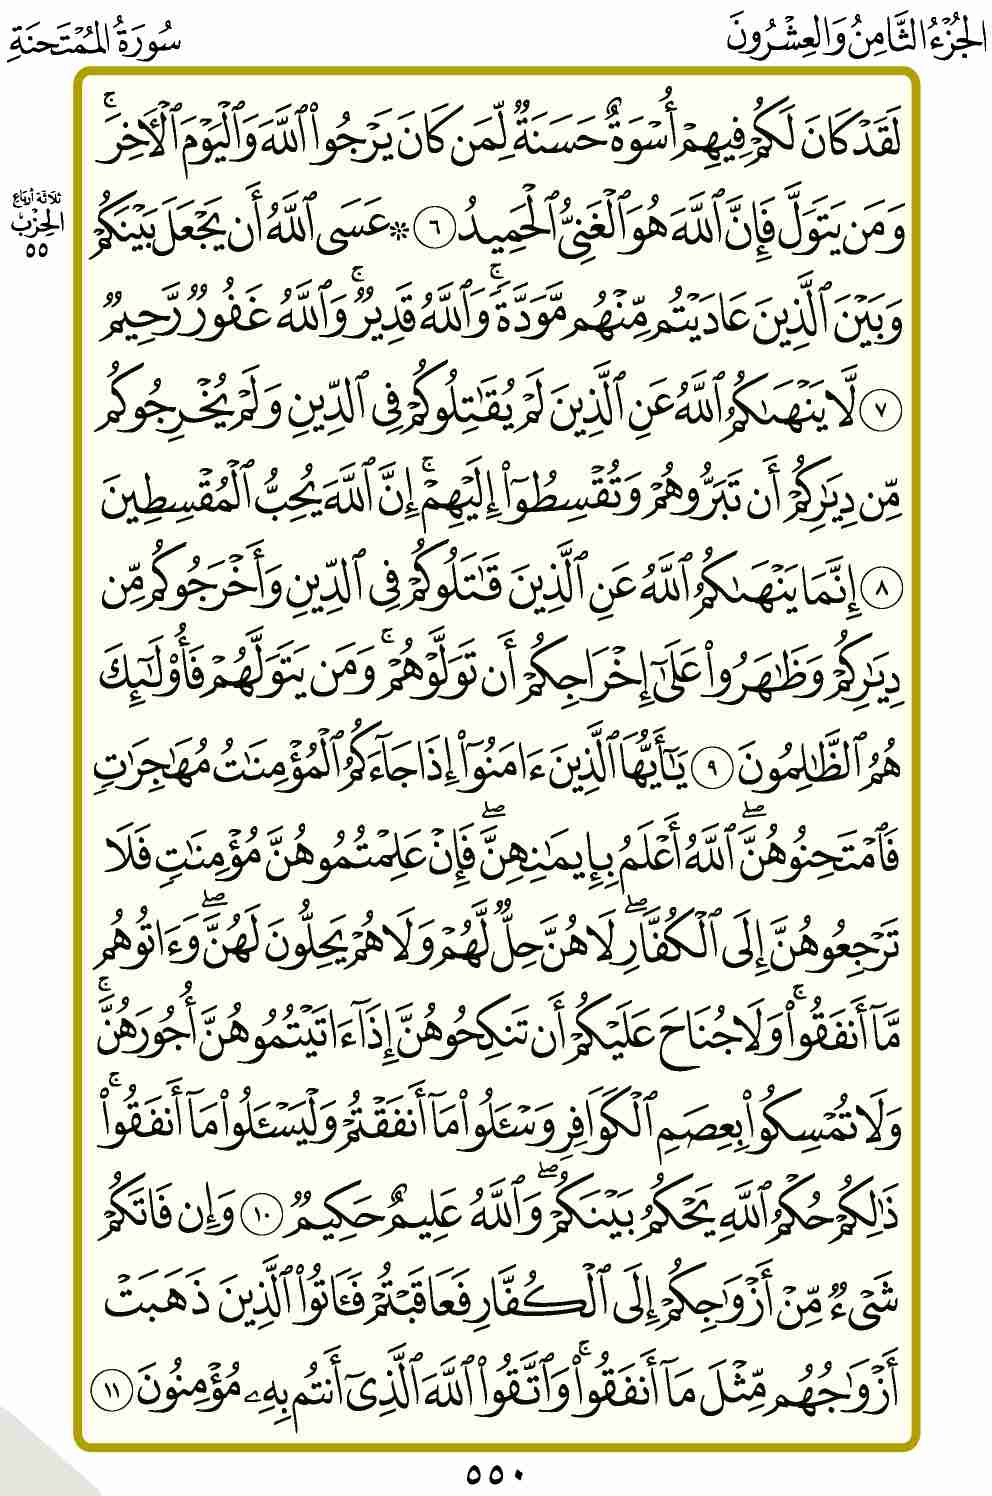 الجُزْءُ الثَّامِنُ وَالعِشْرُونَ
سُورَةُ المُمْتَحنَةِ
لَقَدْ كَانَ لَكُمْ فِيهِمْ أُسْوَةٌ حَسَنَةٌ لِّمَن كَانَ يَرْجُواْ ٱللَّهَ وَٱلْيَوْمَ ٱلْأَخِرَۚ
وَمَن يَتَوَلَّ فَإِنَّ ٱللَّهَ هُوَ ٱلْغَنِىُّ ٱلْحَمِيدُ ٦ ۞ عَسَى ٱللَّهُ أَن يَجْعَلَ بَيْنَكُمْ
ثلاثة أرباع
الحِزْب
٥٥
وَبَيْنَ ٱلَّذِينَ عَادَيْتُم مِّنْهُم مَّوَدَّةًۚ وَٱللَّهُ قَدِيرٌۚ وَٱللَّهُ غَفُورٌ رَّحِيمٌ
٧ لَّا يَنْهَىٰكُمُ ٱللَّهُ عَنِ ٱلَّذِينَ لَمْ يُقَٰتِلُوكُمْ فِى ٱلدِّينِ وَلَمْ يُخْرِجُوكُم
مِّن دِيَٰرِكُمْ أَن تَبَرُّوهُمْ وَتُقْسِطُوٓاْ إِلَيْهِمْۚ إِنَّ ٱللَّهَ يُحِبُّ ٱلْمُقْسِطِينَ
٨ إِنَّمَا يَنْهَىٰكُمُ ٱللَّهُ عَنِ ٱلَّذِينَ قَٰتَلُوكُمْ فِى ٱلدِّينِ وَأَخْرَجُوكُم مِّن
دِيَٰرِكُمْ وَظَٰهَرُواْ عَلَىٰٓ إِخْرَاجِكُمْ أَن تَوَلَّوْهُمْۚ وَمَن يَتَوَلَّهُمْ فَأُوْلَٰٓئِكَ
هُمُ ٱلظَّٰلِمُونَ ٩ يَٰٓأَيُّهَا ٱلَّذِينَ ءَامَنُوٓاْ إِذَا جَآءَكُمُ ٱلْمُؤْمِنَٰتُ مُهَٰجِرَٰتٍ
فَٱمْتَحِنُوهُنَّۖ ٱللَّهُ أَعْلَمُ بِإِيمَٰنِهِنَّۖ فَإِنْ عَلِمْتُمُوهُنَّ مُؤْمِنَٰتٍ فَلَا
تَرْجِعُوهُنَّ إِلَى ٱلْكُفَّارِۖ لَا هُنَّ حِلٌّ لَّهُمْ وَلَا هُمْ يَحِلُّونَ لَهُنَّۖ وَءَاتُوهُم
مَّآ أَنفَقُواْۚ وَلَا جُنَاحَ عَلَيْكُمْ أَن تَنكِحُوهُنَّ إِذَآ ءَاتَيْتُمُوهُنَّ أُجُورَهُنَّۚ
وَلَا تُمْسِكُواْ بِعِصَمِ ٱلْكَوَافِرِ وَسْـَٔلُواْ مَآ أَنفَقْتُمْ وَلْيَسْـَٔلُواْ مَآ أَنفَقُواْۚ
ذَٰلِكُمْ حُكْمُ ٱللَّهِ يَحْكُمُ بَيْنَكُمْۖ وَٱللَّهُ عَلِيمٌ حَكِيمٌ ١٠ وَإِن فَاتَكُمْ
شَىْءٌ مِّنْ أَزْوَٰجِكُمْ إِلَى ٱلْكُفَّارِ فَعَاقَبْتُمْ فَـَٔاتُواْ ٱلَّذِينَ ذَهَبَتْ
أَزْوَٰجُهُم مِّثْلَ مَآ أَنفَقُواْۚ وَٱتَّقُواْ ٱللَّهَ ٱلَّذِىٓ أَنتُم بِهِۦ مُؤْمِنُونَ ١١
٥٥٠